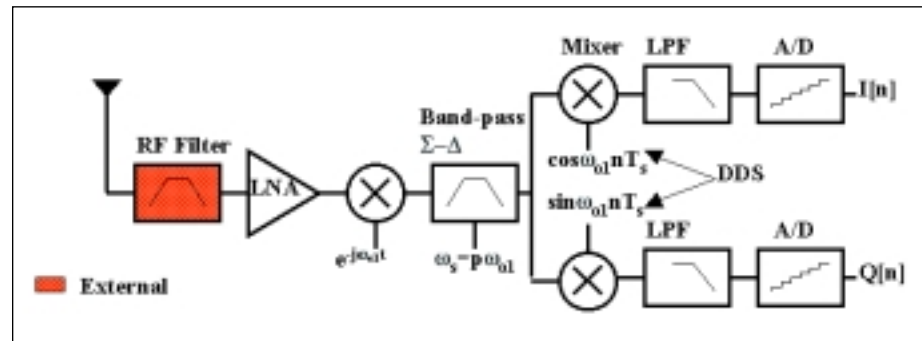 Mixer LPF A/D
I[n]
Band-pass
Σ–Δ
RF Filter
LNA
cosω₀₁nTₛ
DDS
sinω₀₁nTₛ
e^-jω₀₁t
ωₛ=pω₀₁
LPF A/D
Q[n]
External